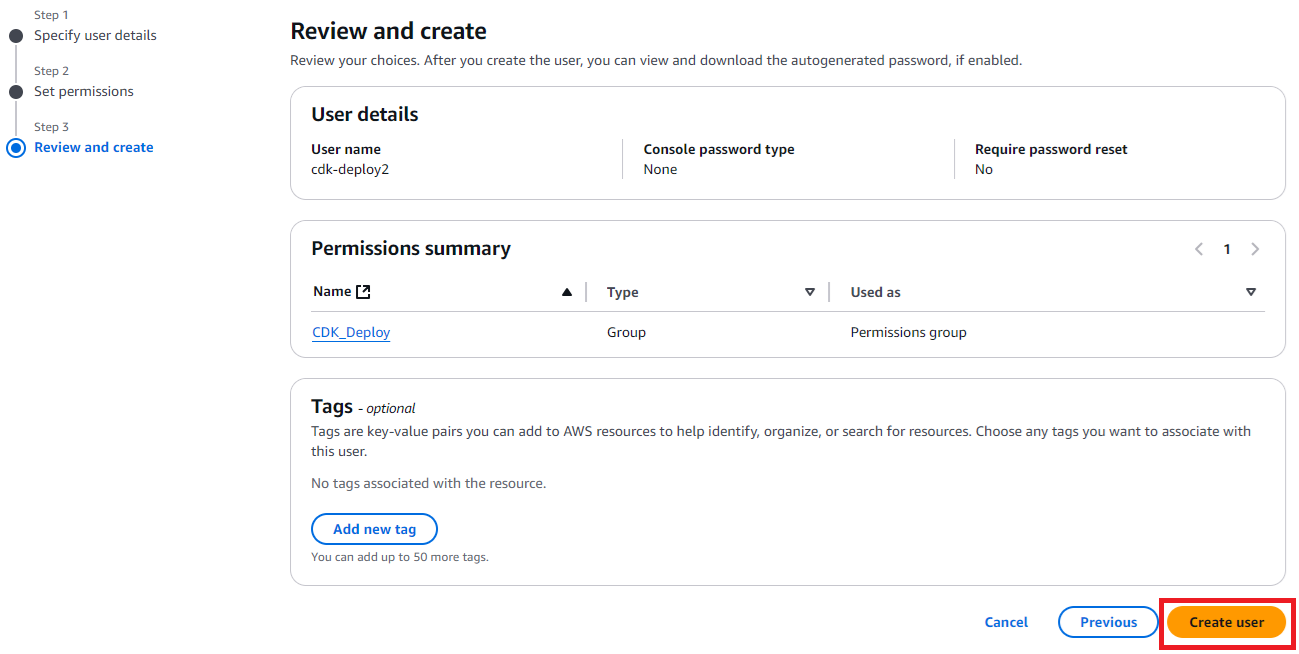 Step 1
Specify user details
Step 2
Set permissions
Step 3
Review and create
Review and create
Review your choices. After you create the user, you can view and download the autogenerated password, if enabled.
User details
User name
cdk-deploy2
Console password type
None
Require password reset
No
Permissions summary
1
Name
Type
Used as
CDK_Deploy
Group
Permissions group
Tags - optional
Tags are key-value pairs you can add to AWS resources to help identify, organize, or search for resources. Choose any tags you want to associate with
this user.
No tags associated with the resource.
Add new tag
You can add up to 50 more tags.
Cancel
Previous
Create user